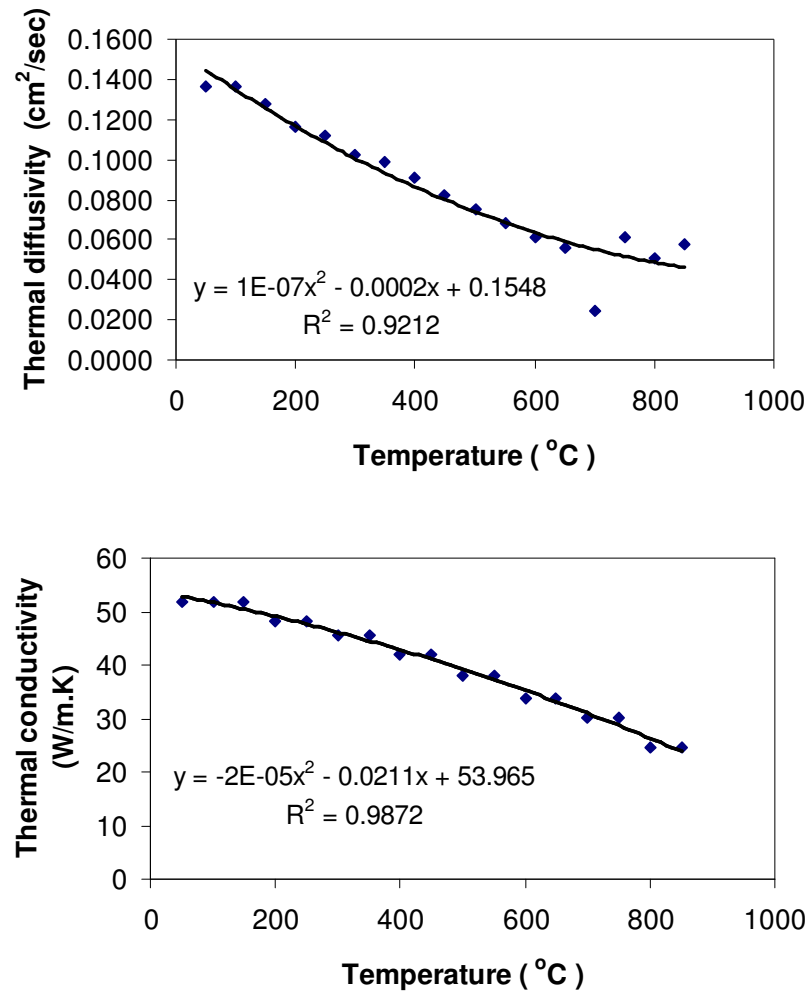 Thermal diffusivity (cm²/sec)
0.1600
0.1400
0.1200
0.1000
0.0800
0.0600
0.0400
0.0200
0.0000
y = 1E-07x² - 0.0002x + 0.1548
R² = 0.9212
0 200 400 600 800 1000
Temperature ( °C )
Thermal conductivity
(W/m.K)
60
50
40
30
20
10
0
y = -2E-05x² - 0.0211x + 53.965
R² = 0.9872
0 200 400 600 800 1000
Temperature ( °C )